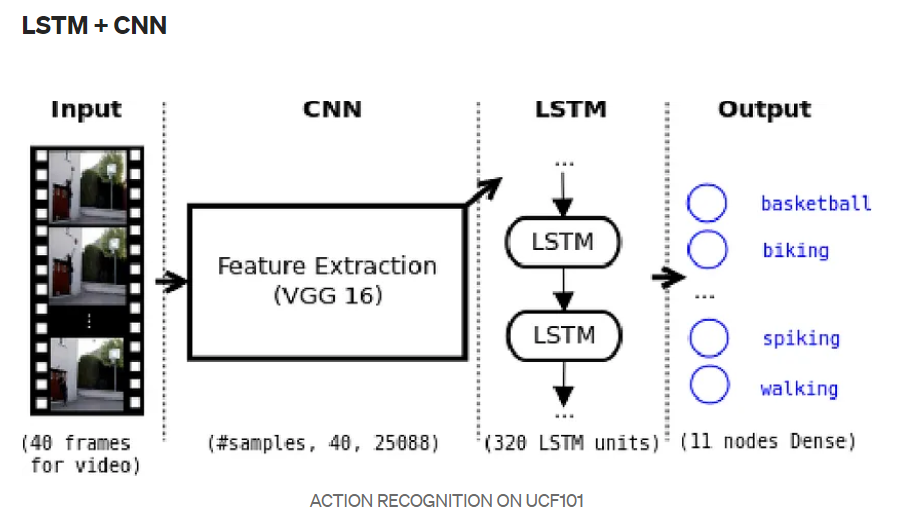 LSTM + CNN
Input
CNN
LSTM
Output
...
LSTM
LSTM
...
Feature Extraction
(VGG 16)
basketball
biking
...
spiking
walking
(40 frames
for video)
(#samples, 40, 25088)
(320 LSTM units)
(11 nodes Dense)
ACTION RECOGNITION ON UCF101